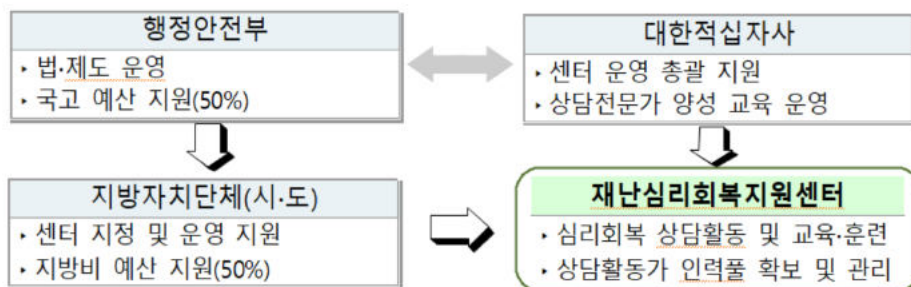 행정안전부
‣ 법·제도 운영
‣ 국고 예산 지원(50%)
대한적십자사
‣ 센터 운영 총괄 지원
‣ 상담전문가 양성 교육 운영
지방자치단체(시·도)
‣ 센터 지정 및 운영 지원
‣ 지방비 예산 지원(50%)
재난심리회복지원센터
‣ 심리회복 상담활동 및 교육·훈련
‣ 상담활동가 인력풀 확보 및 관리